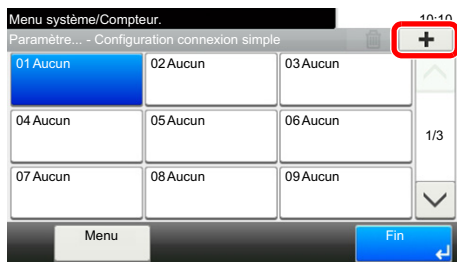 Menu système/Compteur.
10:10
Paramètre... - Configuration connexion simple
01 Aucun
02 Aucun
03 Aucun
04 Aucun
05 Aucun
06 Aucun
1/3
07 Aucun
08 Aucun
09 Aucun
Menu
Fin